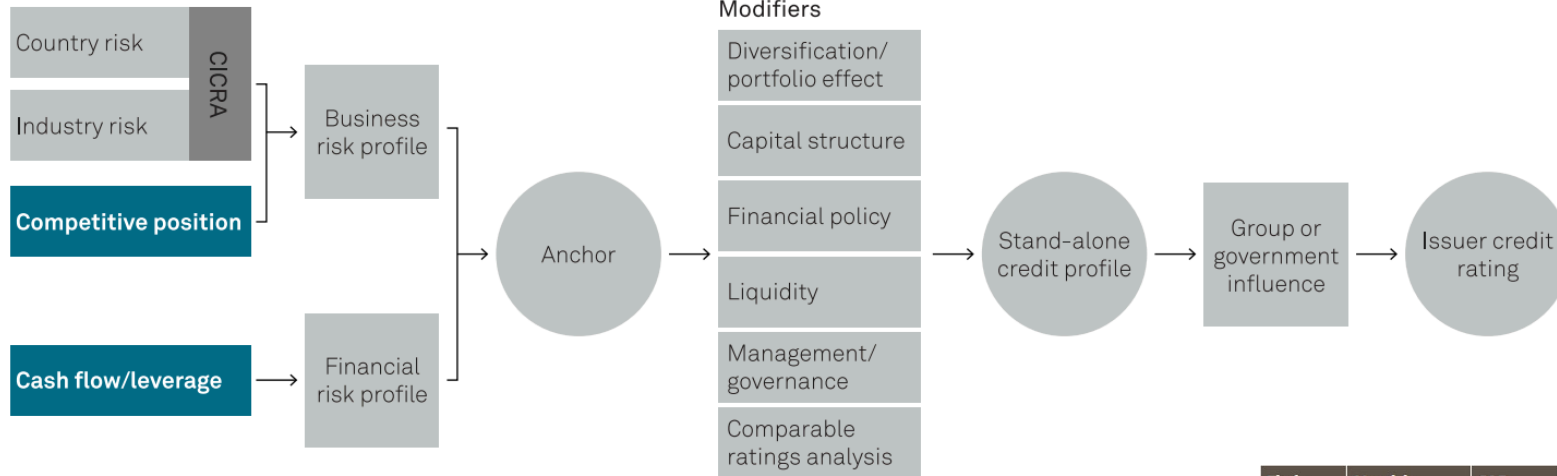 Country risk
Industry risk
CICRA
Competitive position
Cash flow/leverage
Business
risk profile
Financial
risk profile
Anchor
Modifiers
Diversification/
portfolio effect
Capital structure
Financial policy
Liquidity
Management/
governance
Comparable
ratings analysis
Stand-alone
credit profile
Group or
government
influence
Issuer credit
rating